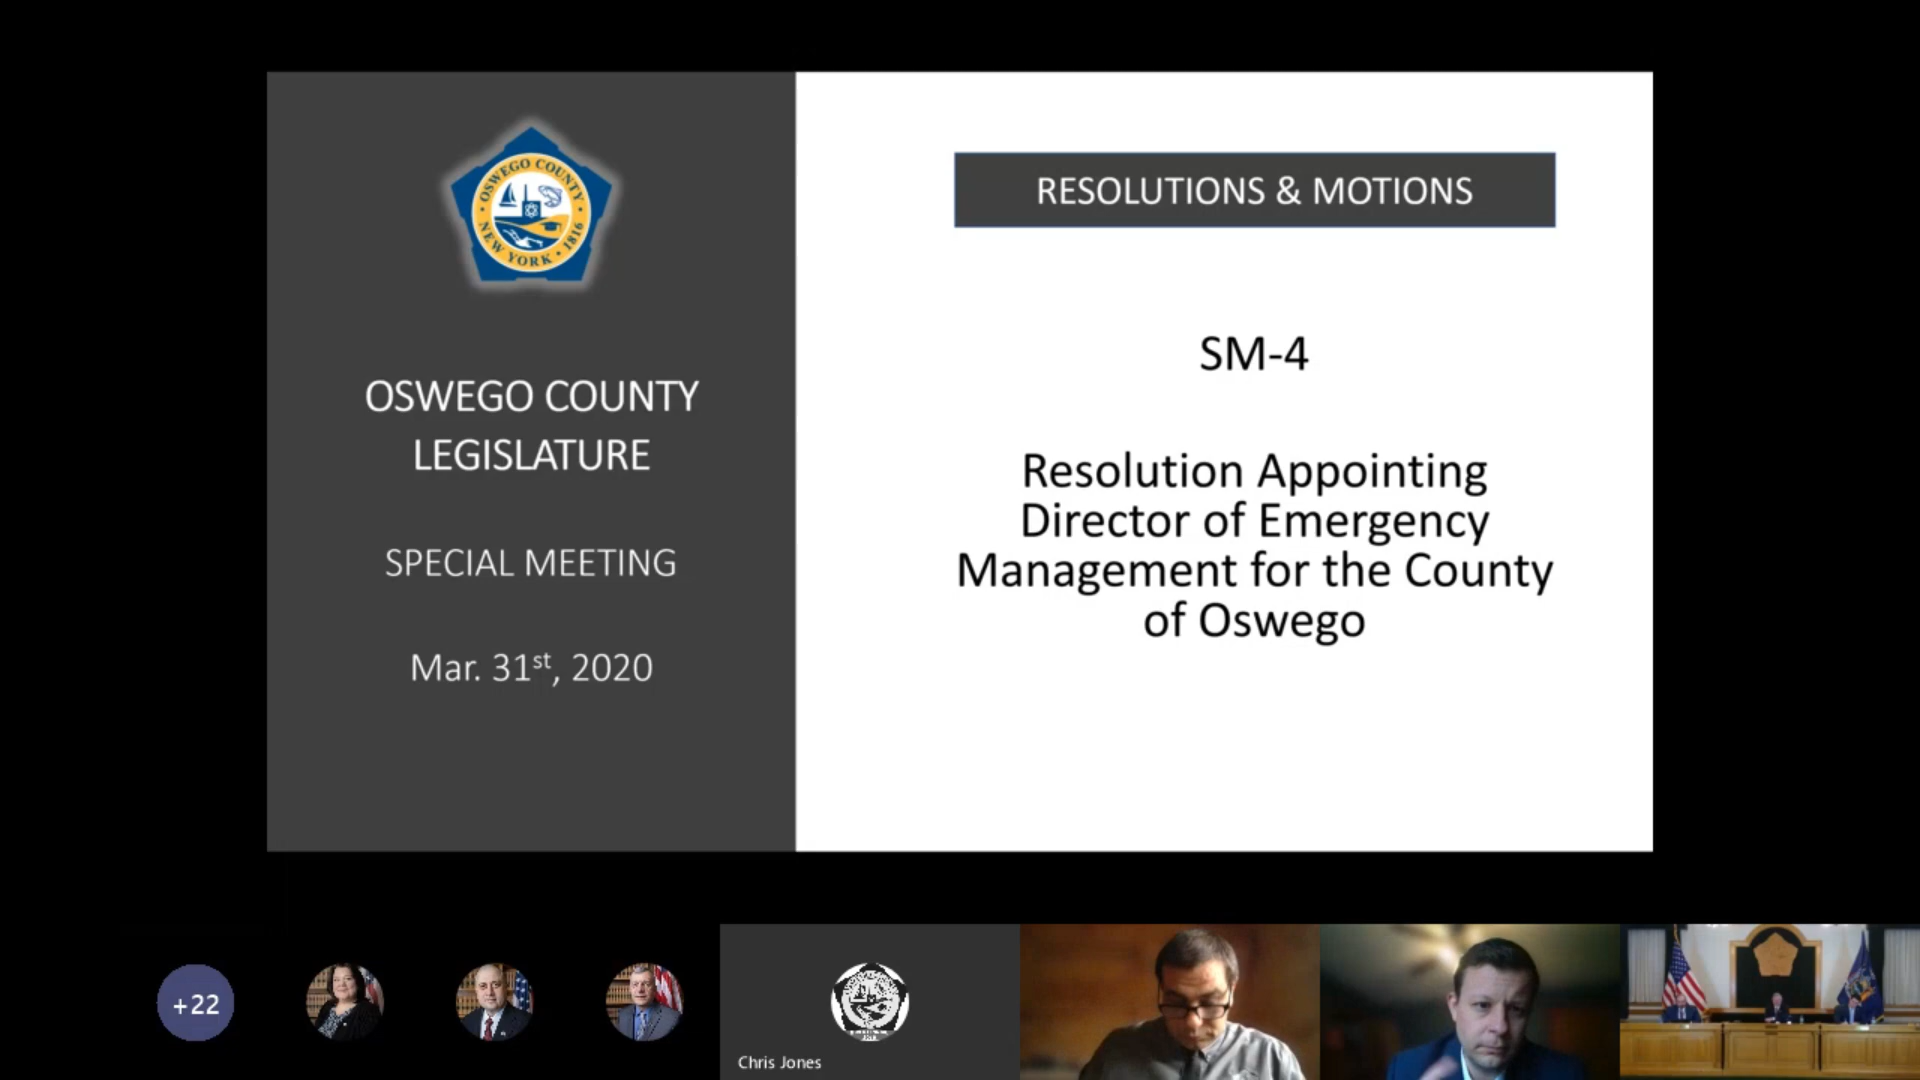 OSWEGO COUNTY
NEW YORK • 1816
OSWEGO COUNTY
LEGISLATURE
SPECIAL MEETING
Mar. 31st, 2020
RESOLUTIONS & MOTIONS
SM-4
Resolution Appointing
Director of Emergency
Management for the County
of Oswego
+22
Chris Jones